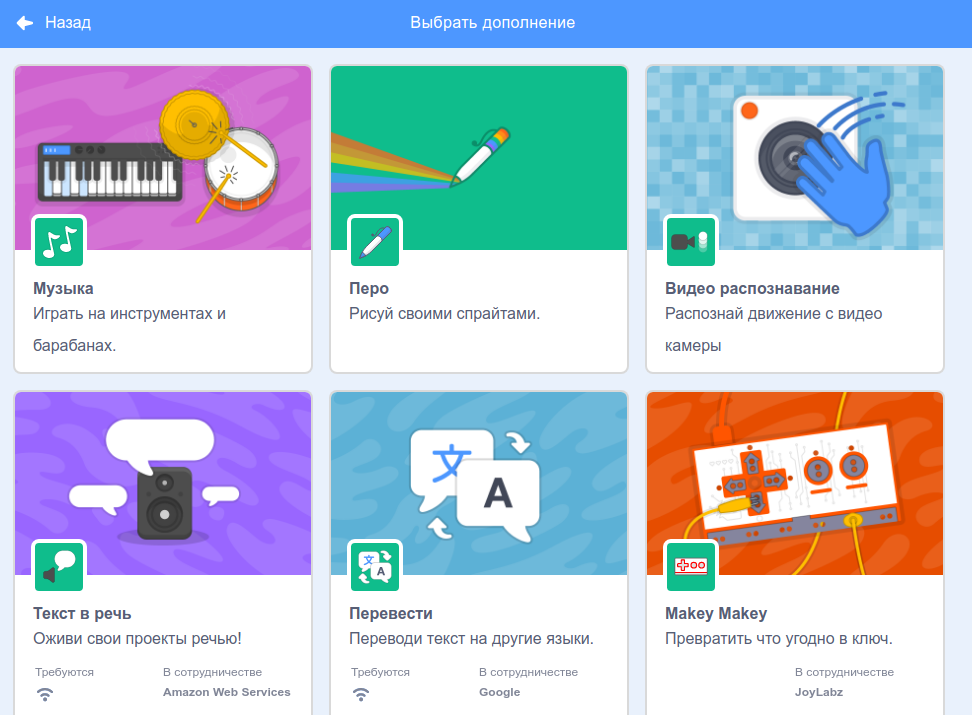 Назад
Выбрать дополнение
Музыка
Играть на инструментах и
барабанах.
Перо
Рисуй своими спрайтами.
Видео распознавание
Распознай движение с видео
камеры
文
A
文
A
Текст в речь
Оживи свои проекты речью!
Требуются
В сотрудничестве
Amazon Web Services
Перевести
Переводи текст на другие языки.
Требуются
В сотрудничестве
Google
Makey Makey
Превратить что угодно в ключ.
В сотрудничестве
JoyLabz